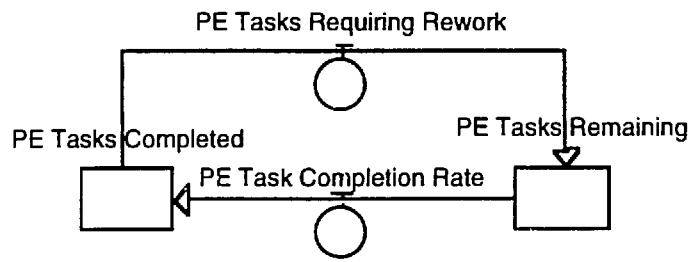 PE Tasks Requiring Rework
PE Tasks Completed
PE Tasks Remaining
PE Task Completion Rate